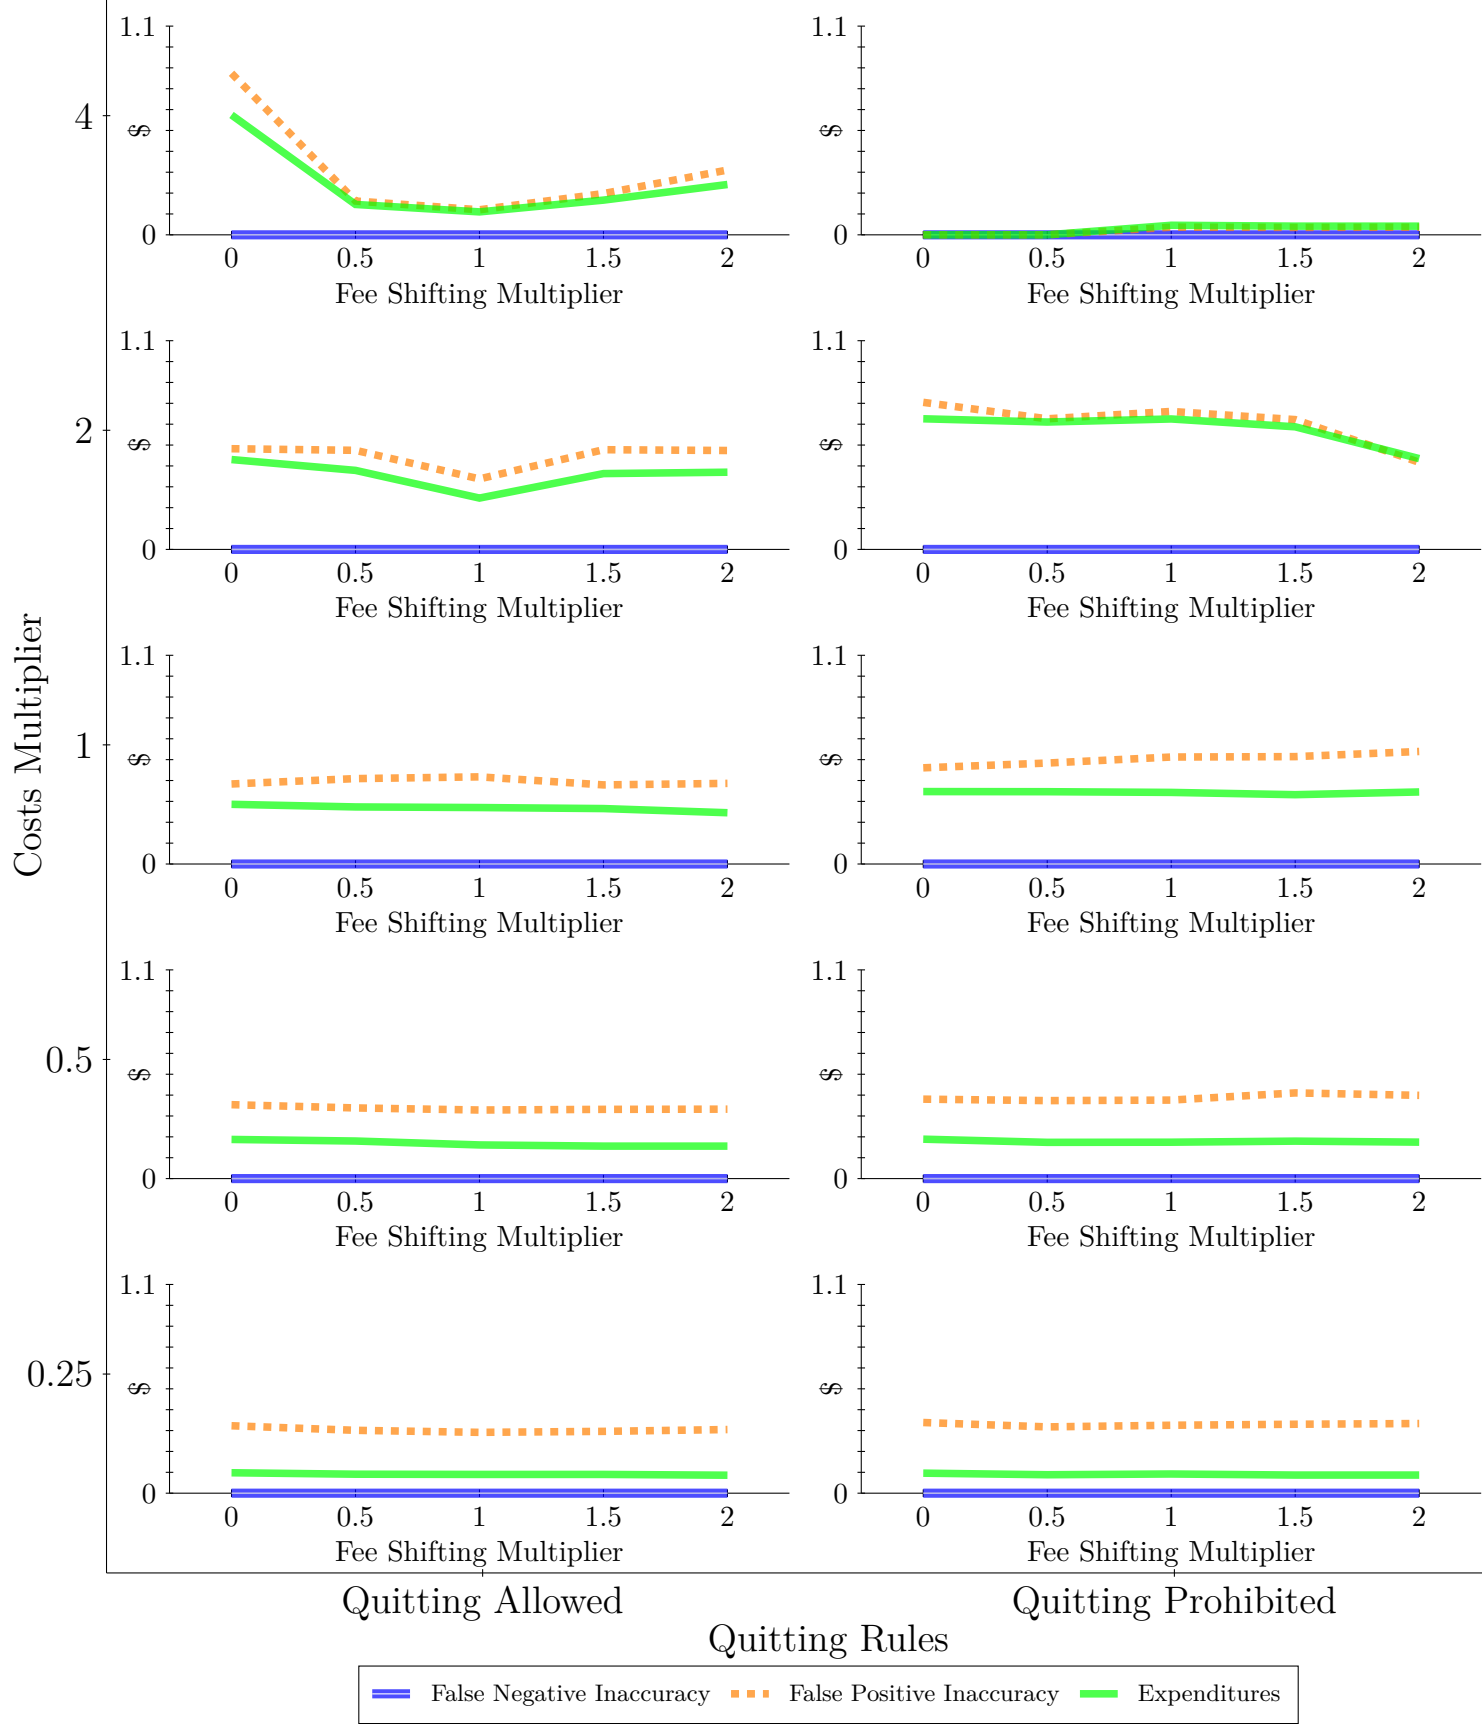 1.1 1.1
4 $ $
0 0
0 0.5 1 1.5 2 0 0.5 1 1.5 2
Fee Shifting Multiplier Fee Shifting Multiplier
1.1 1.1
2 $ $
0 0
0 0.5 1 1.5 2 0 0.5 1 1.5 2
Fee Shifting Multiplier Fee Shifting Multiplier
Costs Multiplier
1.1 1.1
1 $ $
0 0
0 0.5 1 1.5 2 0 0.5 1 1.5 2
Fee Shifting Multiplier Fee Shifting Multiplier
1.1 1.1
0.5 $ $
0 0
0 0.5 1 1.5 2 0 0.5 1 1.5 2
Fee Shifting Multiplier Fee Shifting Multiplier
1.1 1.1
0.25 $ $
0 0
0 0.5 1 1.5 2 0 0.5 1 1.5 2
Fee Shifting Multiplier Fee Shifting Multiplier
Quitting Allowed Quitting Prohibited
Quitting Rules
False Negative Inaccuracy False Positive Inaccuracy Expenditures